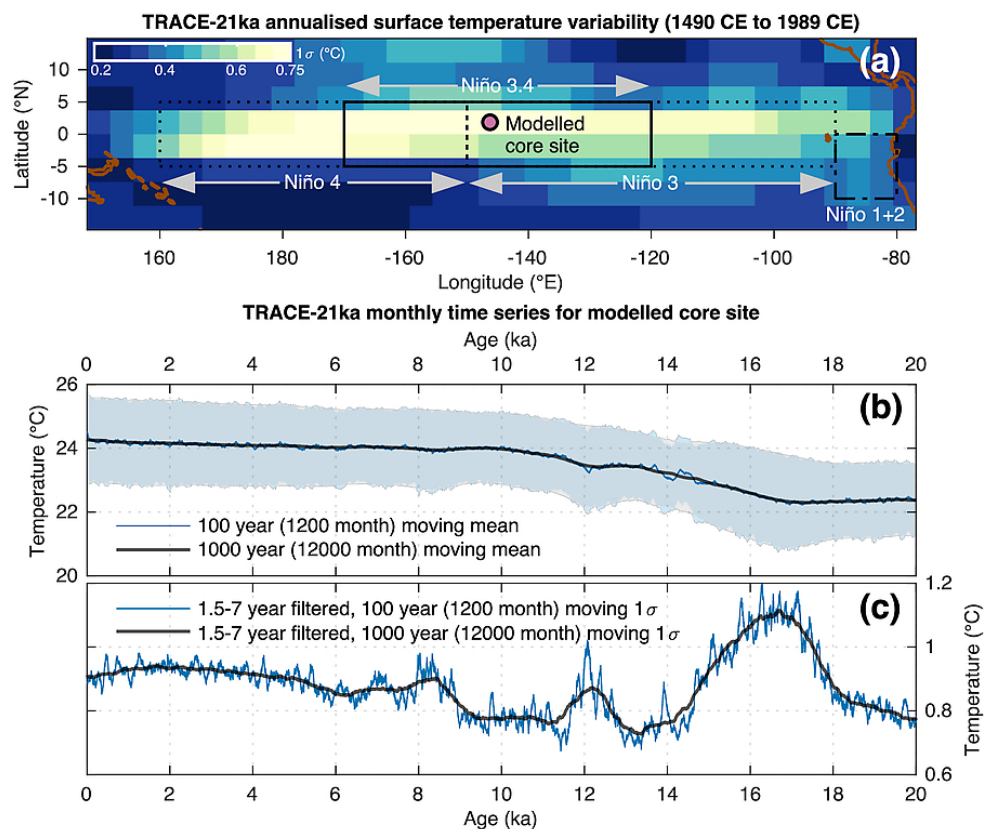 TRACE-21ka annualised surface temperature variability (1490 CE to 1989 CE)
(a)
1σ (°C)
0.2 0.4 0.6 0.75
Latitude (°N)
10
5
0
-5
-10
Niño 3.4
Modelled
core site
Niño 4
Niño 3
Niño 1+2
160 -160 -140 -120 -100 -80
Longitude (°E)
TRACE-21ka monthly time series for modelled core site
Age (ka)
0 2 4 6 8 10 12 14 16 18 20
(b)
Temperature (°C)
26
24
22
20
100 year (1200 month) moving mean
1000 year (12000 month) moving mean
(c)
1.5-7 year filtered, 100 year (1200 month) moving 1σ
1.5-7 year filtered, 1000 year (12000 month) moving 1σ
1.2
1
0.8
0.6
Temperature (°C)
0 2 4 6 8 10 12 14 16 18 20
Age (ka)